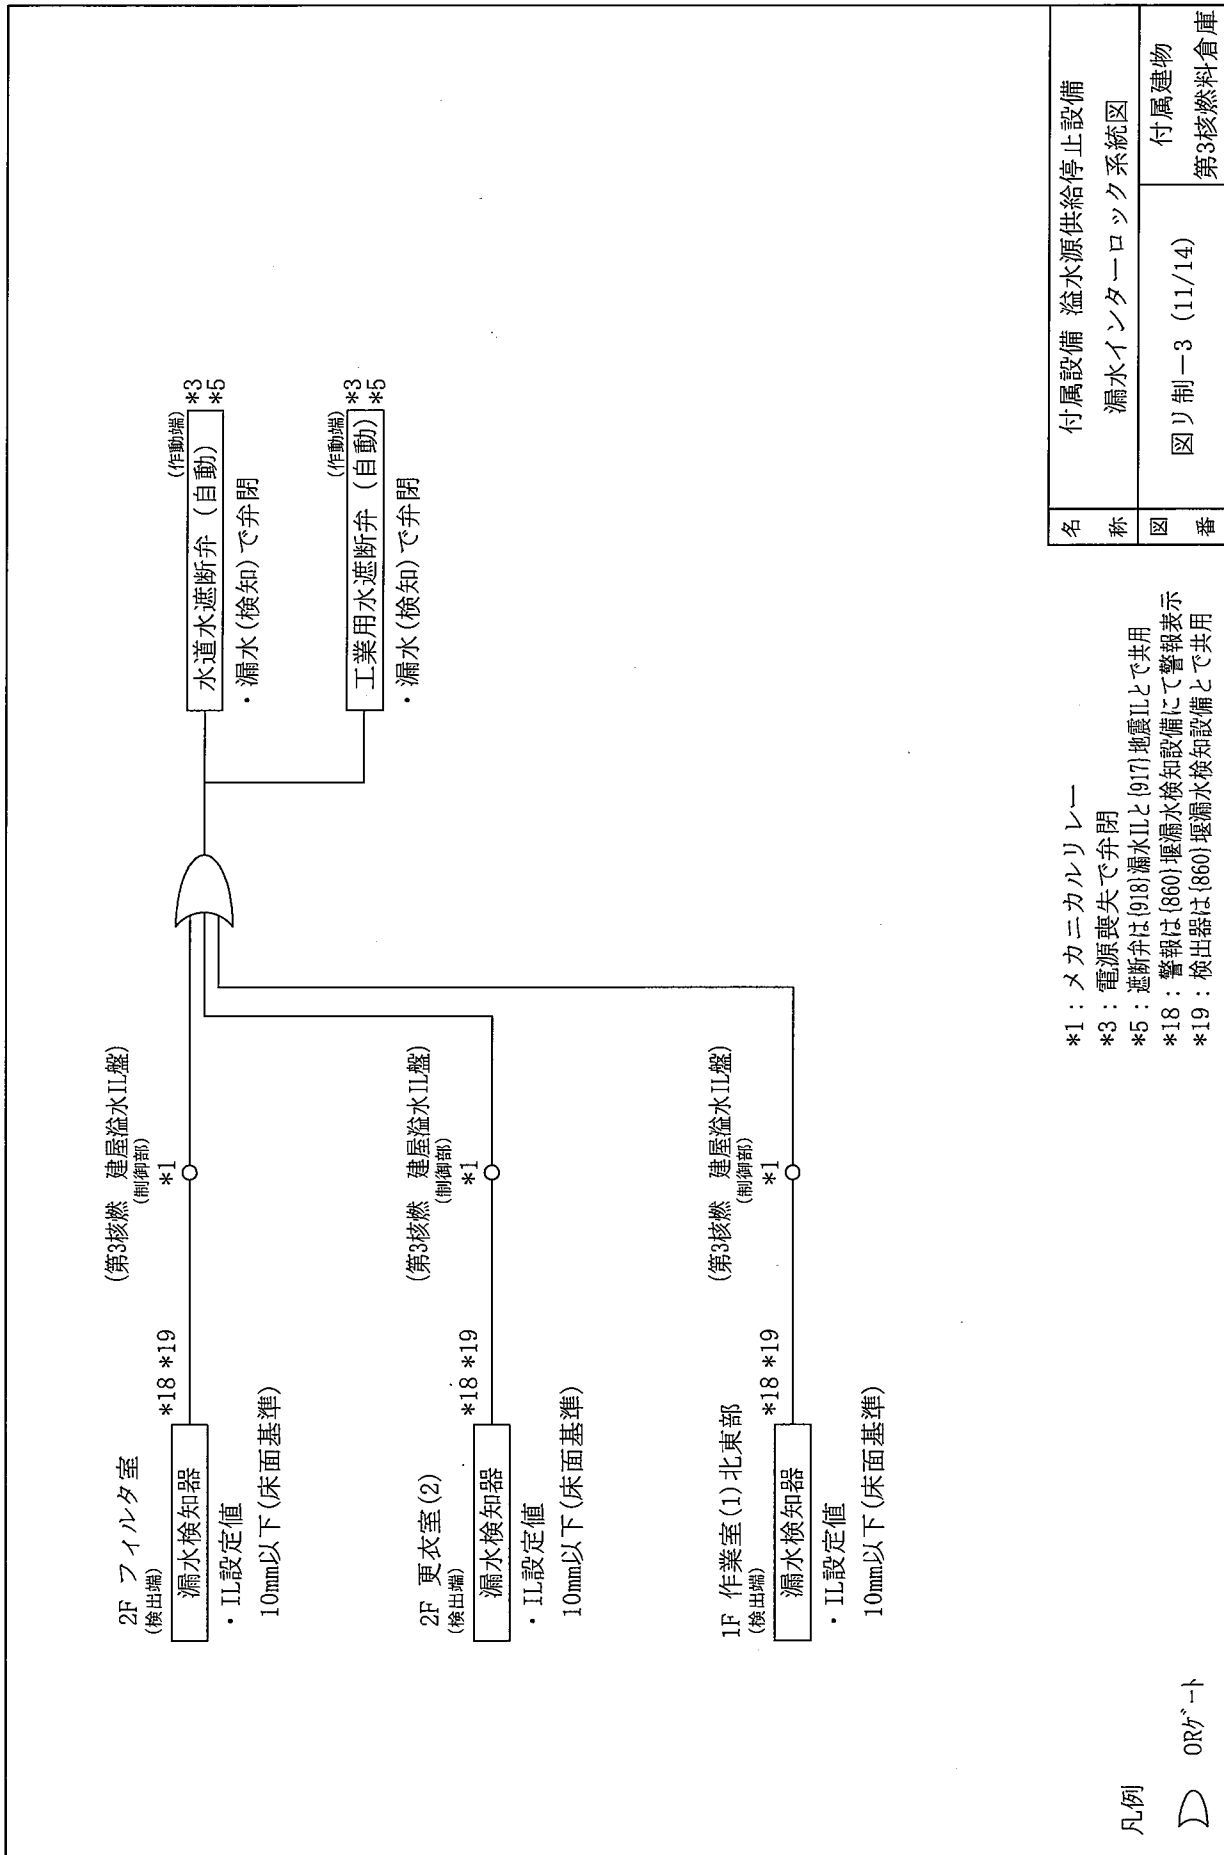 2F フィルタ室
(検出端)
漏水検知器
*18 *19
・IL設定値
10mm以下(床面基準)
(第3核燃 建屋溢水IL盤)
(制御部)
*1
2F 更衣室(2)
(検出端)
漏水検知器
*18 *19
・IL設定値
10mm以下(床面基準)
(第3核燃 建屋溢水IL盤)
(制御部)
*1
1F 作業室(1)北東部
(検出端)
漏水検知器
*18 *19
・IL設定値
10mm以下(床面基準)
(第3核燃 建屋溢水IL盤)
(制御部)
*1
(作動端)
水道水遮断弁（自動）
*3
*5
・漏水(検知)で弁閉
(作動端)
工業用水遮断弁（自動）
*3
*5
・漏水(検知)で弁閉
凡例
ORゲート
*1：メカニカルリレー
*3：電源喪失で弁閉
*5：遮断弁は{918}漏水ILと{917}地震ILとで共用
*18：警報は{860}堰漏水検知設備にて警報表示
*19：検出器は{860}堰漏水検知設備とで共用
名称
付属設備 溢水源供給停止設備
漏水インターロック系統図
図番
図リ制－3 (11/14)
付属建物
第3核燃料倉庫